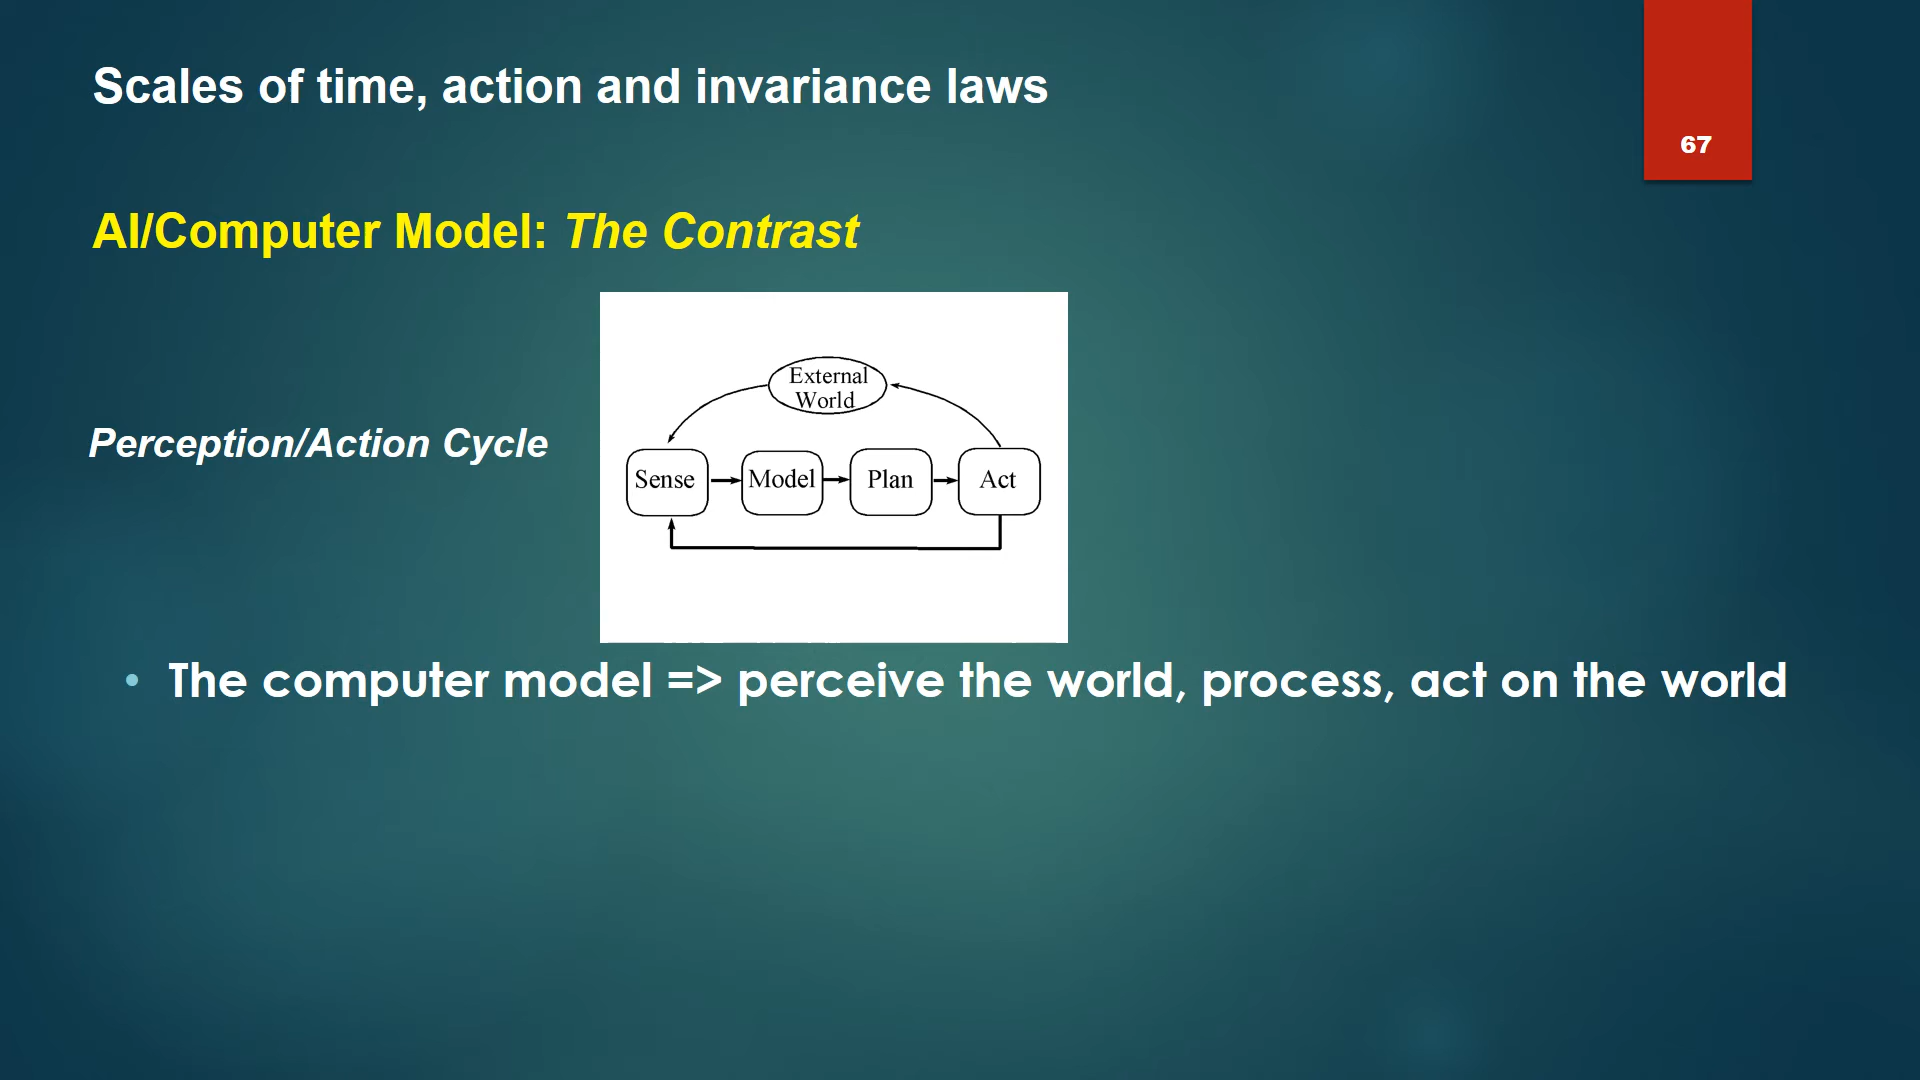 Scales of time, action and invariance laws
67
AI/Computer Model: The Contrast
External
World
Perception/Action Cycle
Sense
Model
Plan
Act
• The computer model => perceive the world, process, act on the world